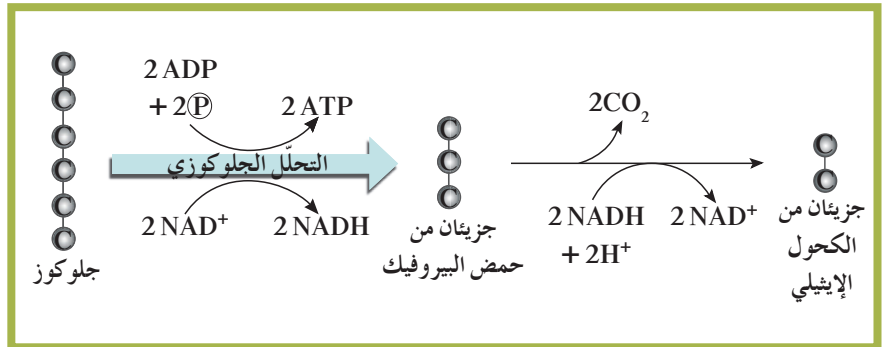 C
C
C
C
C
C
جلوكوز
2 ADP
+ 2Ⓟ
2 ATP
التحلّل الجلوكوزي
2 NAD⁺
2 NADH
C
C
C
جزيئان من
حمض البيروفيك
2CO₂
2 NADH
+ 2H⁺
2 NAD⁺
C
C
جزيئان من
الكحول
الإيثيلي